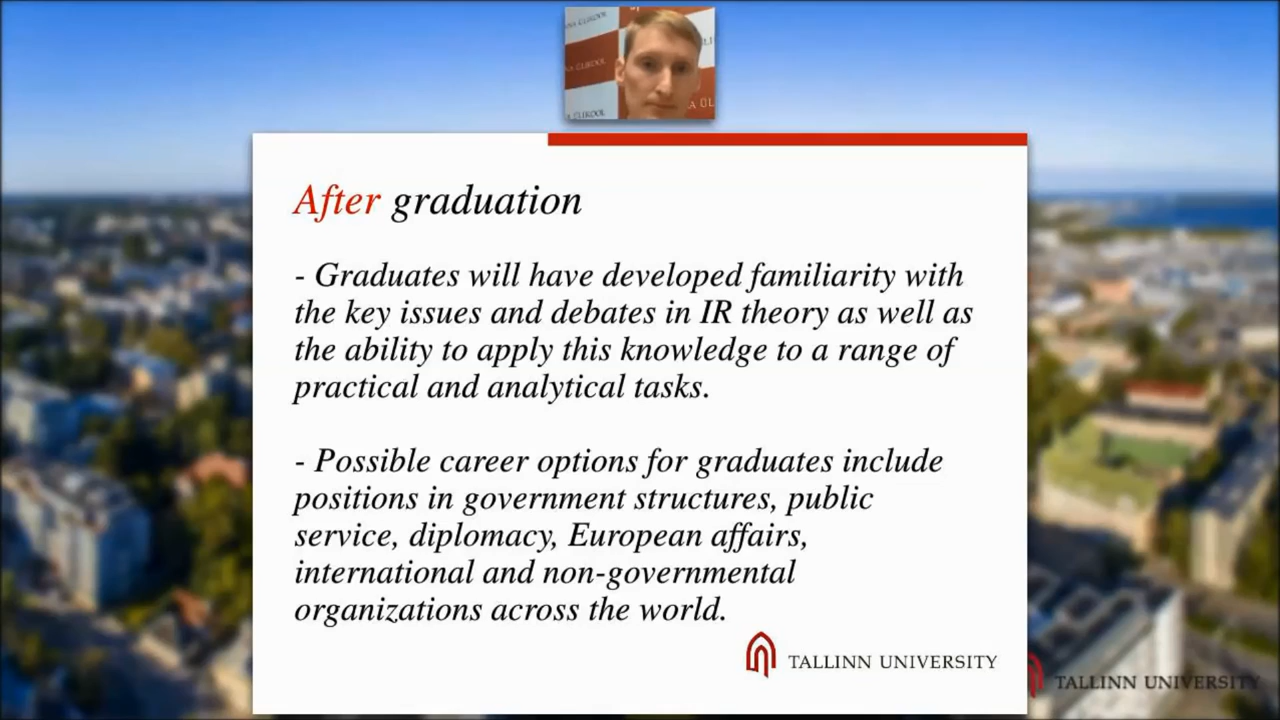 NA ÜLIKOOL
A ÜL
After graduation
- Graduates will have developed familiarity with
the key issues and debates in IR theory as well as
the ability to apply this knowledge to a range of
practical and analytical tasks.
- Possible career options for graduates include
positions in government structures, public
service, diplomacy, European affairs,
international and non-governmental
organizations across the world.
TALLINN UNIVERSITY
TALLINN UNIVERSITY